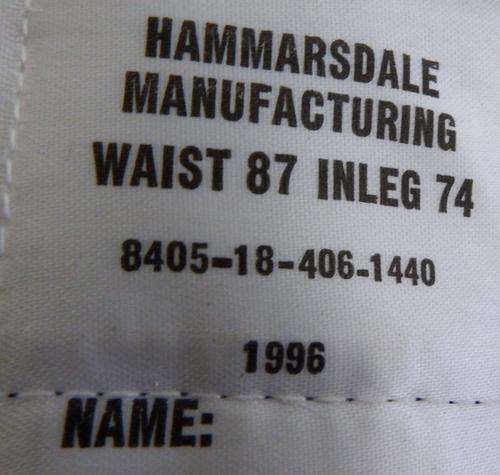 HAMMARSDALE
MANUFACTURING
WAIST 87 INLEG 74
8405-18-406-1440
1996
NAME: